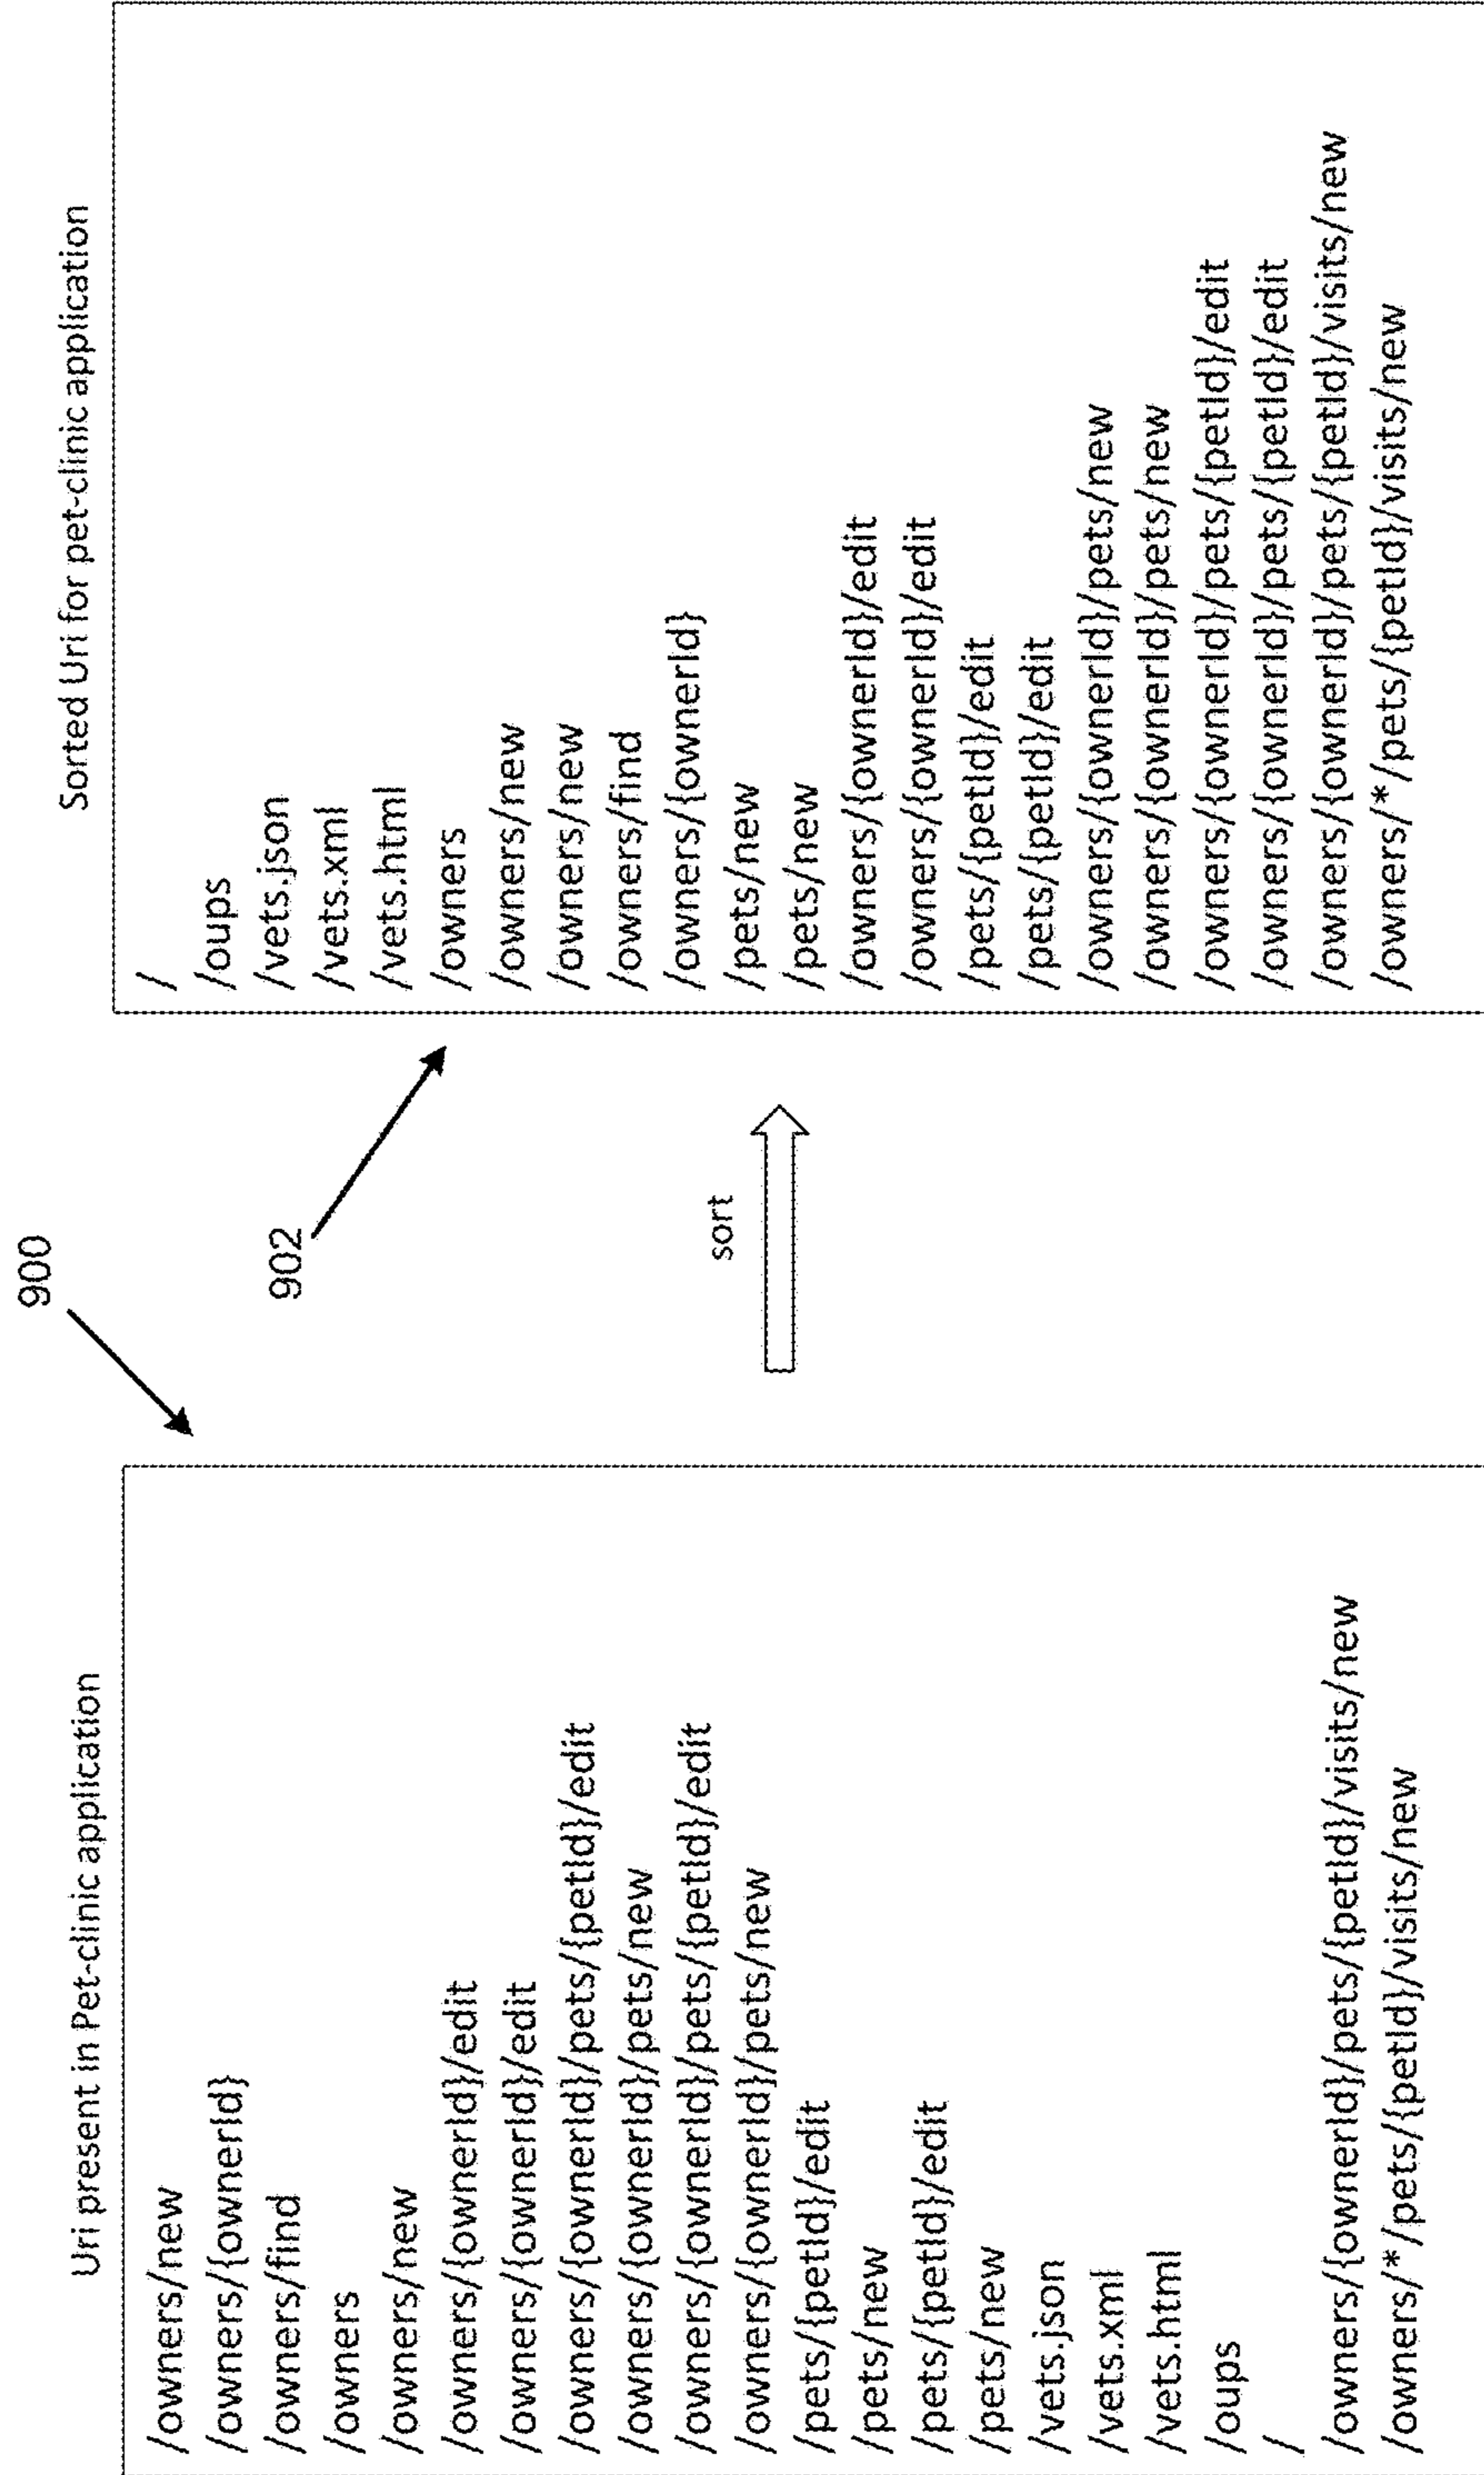 900
Uri present in Pet-clinic application
/owners/new
/owners/{ownerId}
/owners/find
/owners
/owners/new
/owners/{ownerId}/edit
/owners/{ownerId}/edit
/owners/{ownerId}/pets/{petId}/edit
/owners/{ownerId}/pets/new
/owners/{ownerId}/pets/{petId}/edit
/owners/{ownerId}/pets/new
/pets/{petId}/edit
/pets/new
/pets/{petId}/edit
/pets/new
/vets.json
/vets.xml
/vets.html
/oups
/
/owners/{ownerId}/pets/{petId}/visits/new
/owners/*/pets/{petId}/visits/new
902
sort
Sorted Uri for pet-clinic application
/
/oups
/vets.json
/vets.xml
/vets.html
/owners
/owners/new
/owners/new
/owners/find
/owners/{ownerId}
/pets/new
/pets/new
/owners/{ownerId}/edit
/owners/{ownerId}/edit
/pets/{petId}/edit
/pets/{petId}/edit
/owners/{ownerId}/pets/new
/owners/{ownerId}/pets/new
/owners/{ownerId}/pets/{petId}/edit
/owners/{ownerId}/pets/{petId}/edit
/owners/{ownerId}/pets/{petId}/visits/new
/owners/*/pets/{petId}/visits/new